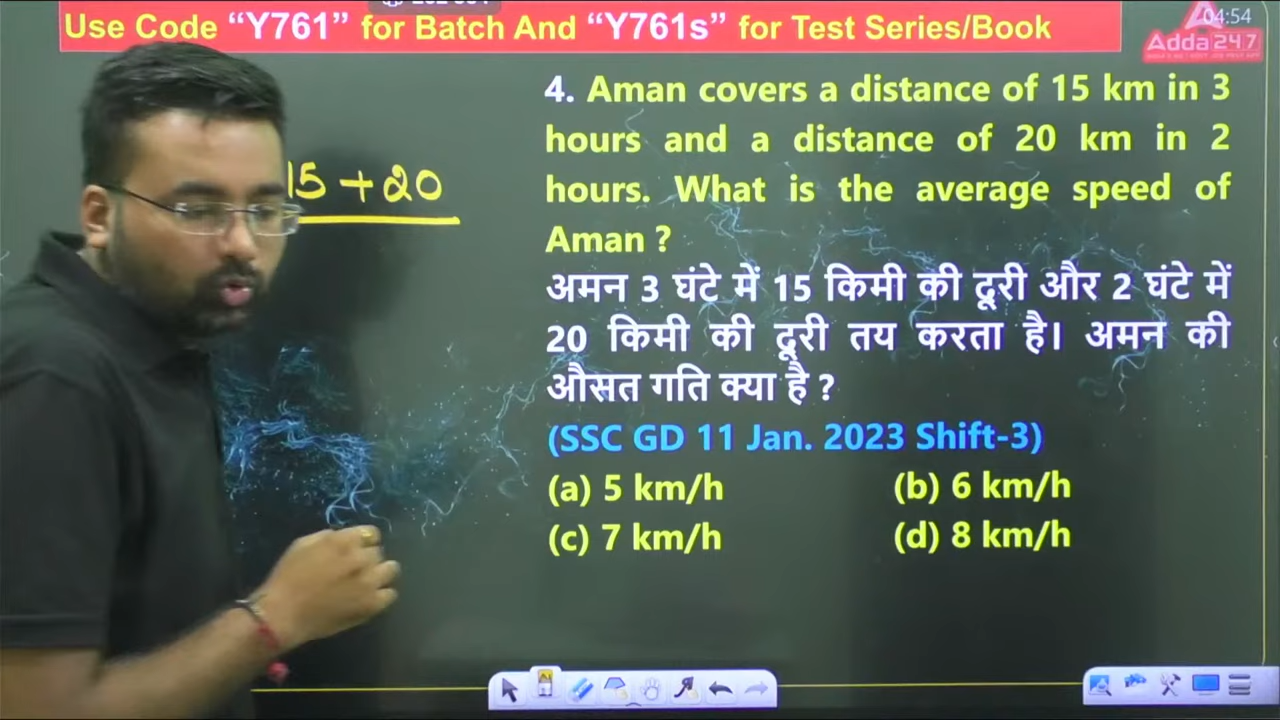 Use Code “Y761” for Batch And “Y761s” for Test Series/Book
04:54
Adda 24 7
15 + 20
4. Aman covers a distance of 15 km in 3
hours and a distance of 20 km in 2
hours. What is the average speed of
Aman ?
अमन 3 घंटे में 15 किमी की दूरी और 2 घंटे में
20 किमी की दूरी तय करता है। अमन की
औसत गति क्या है ?
(SSC GD 11 Jan. 2023 Shift-3)
(a) 5 km/h (b) 6 km/h
(c) 7 km/h (d) 8 km/h